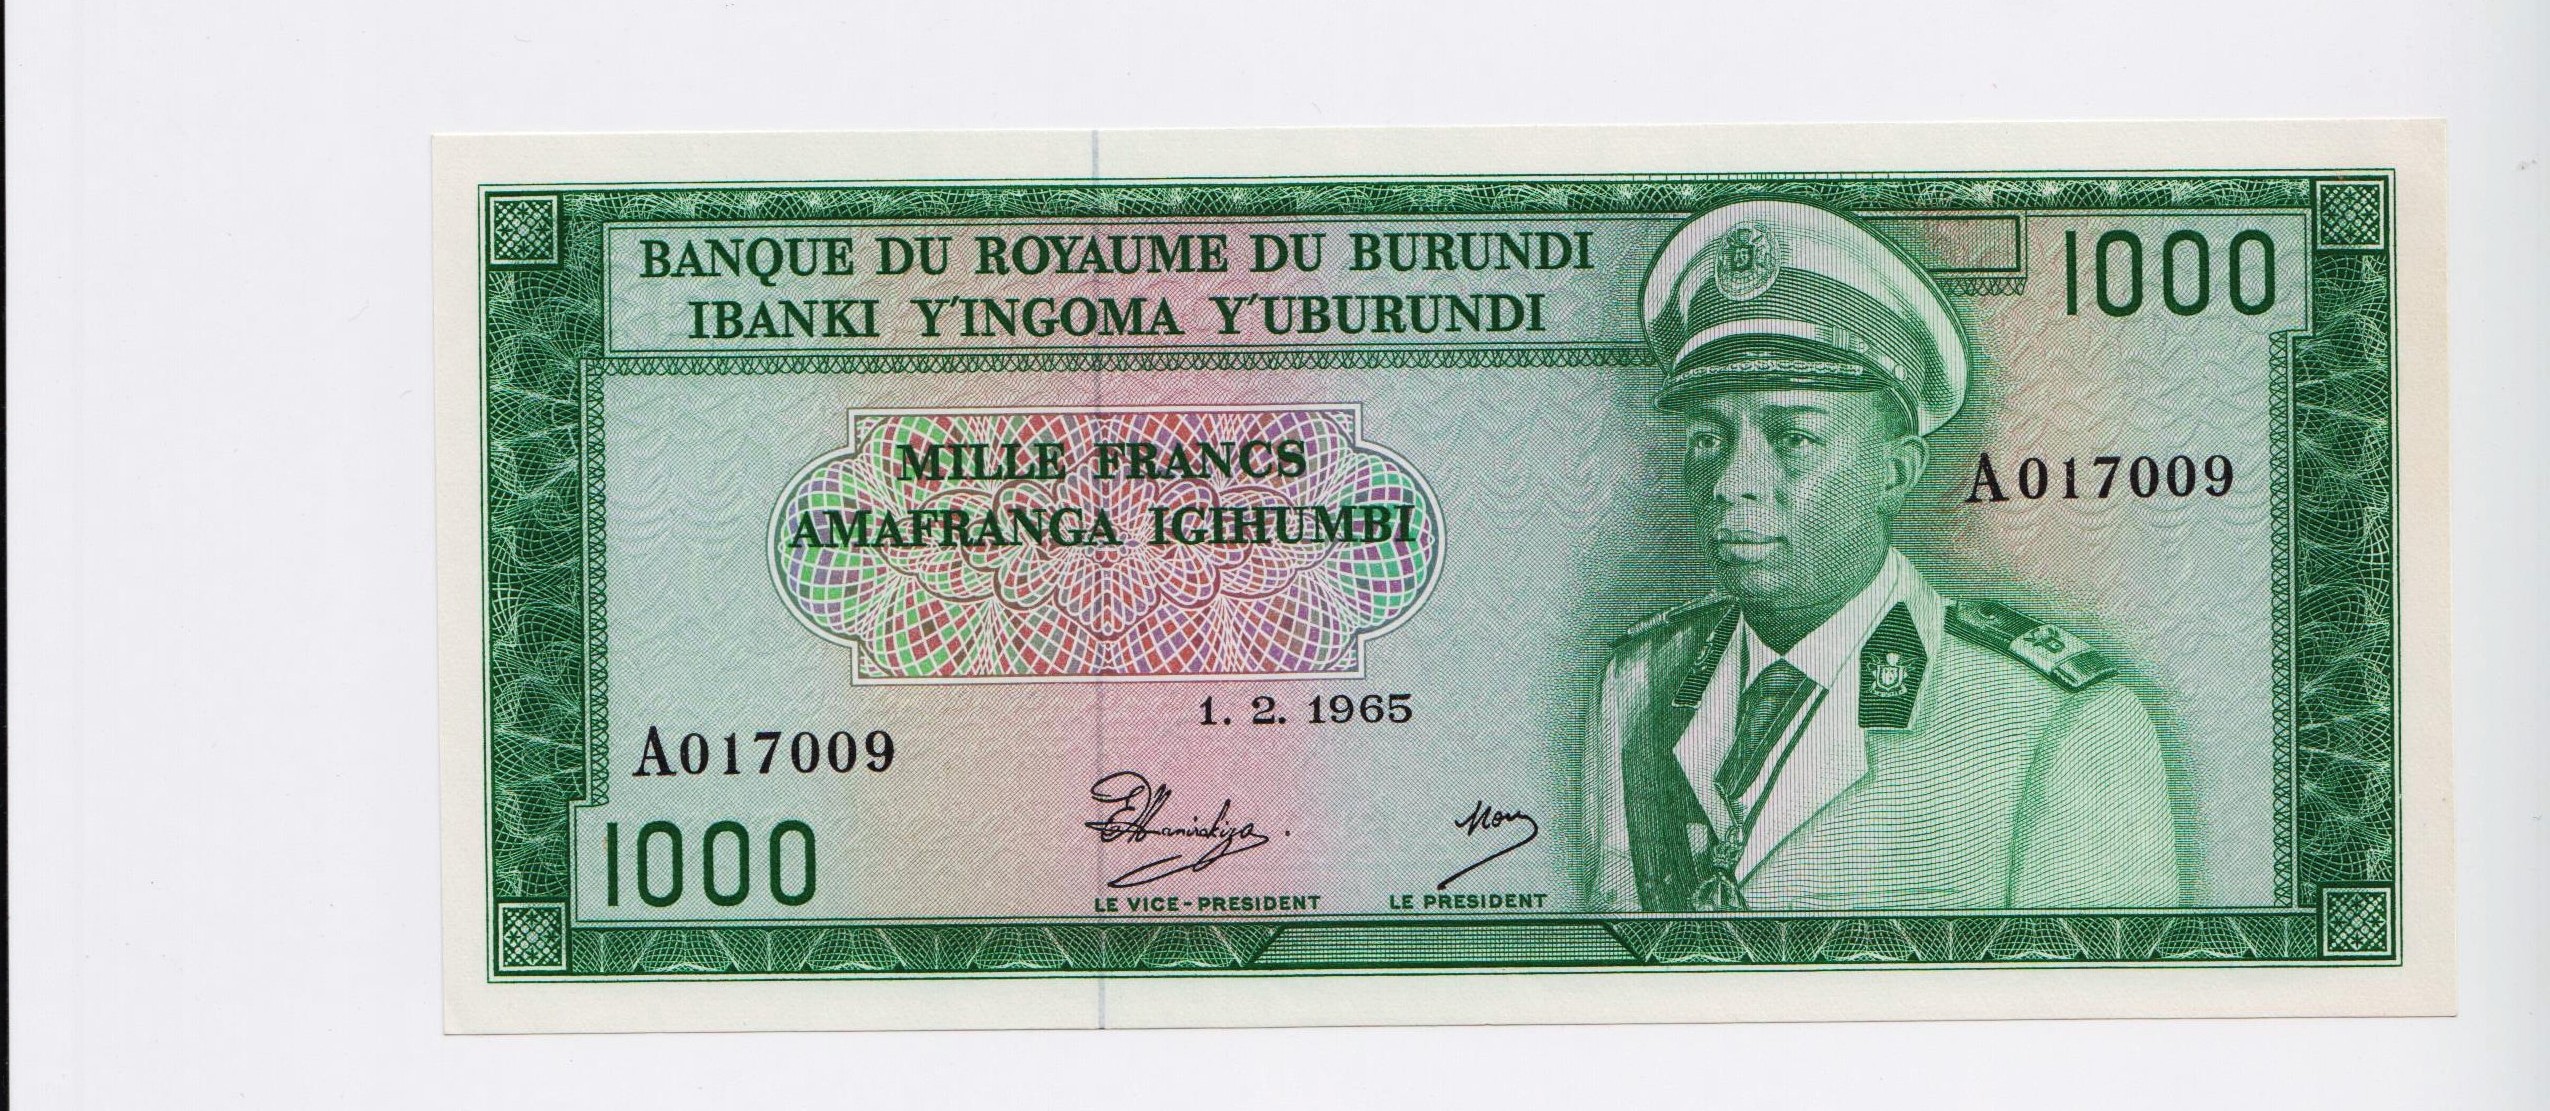 BANQUE DU ROYAUME DU BURUNDI
IBANKI Y'INGOMA Y'UBURUNDI
1000
MILLE FRANCS
AMAFRANGA IGIHUMBI
A017009
1. 2. 1965
A017009
1000
LE VICE-PRESIDENT
LE PRESIDENT